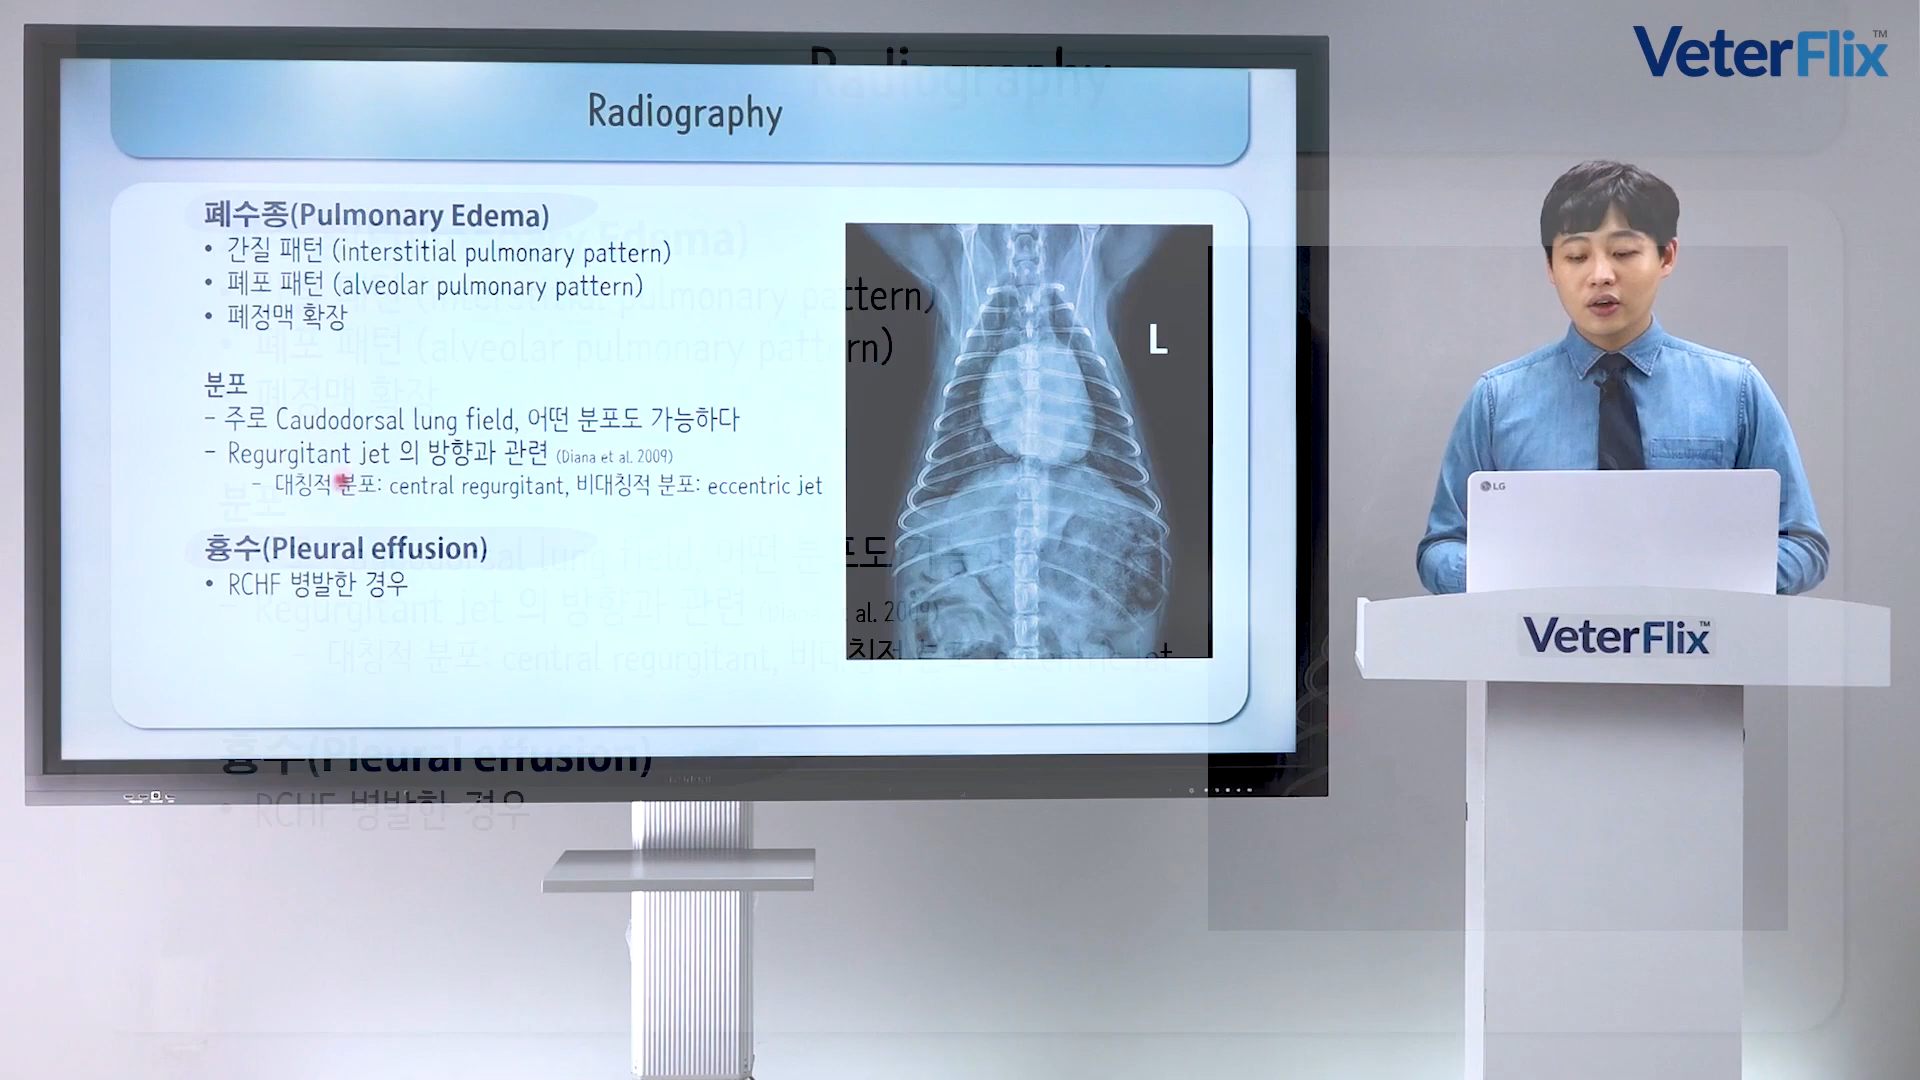 VeterFlix™
Radiography
폐수종(Pulmonary Edema)
• 간질 패턴 (interstitial pulmonary pattern)
• 폐포 패턴 (alveolar pulmonary pattern)
• 폐정맥 확장
분포
- 주로 Caudodorsal lung field, 어떤 분포도 가능하다
- Regurgitant jet 의 방향과 관련 (Diana et al. 2009)
- 대칭적 분포: central regurgitant, 비대칭적 분포: eccentric jet
흉수(Pleural effusion)
• RCHF 병발한 경우
L
LG
VeterFlix™